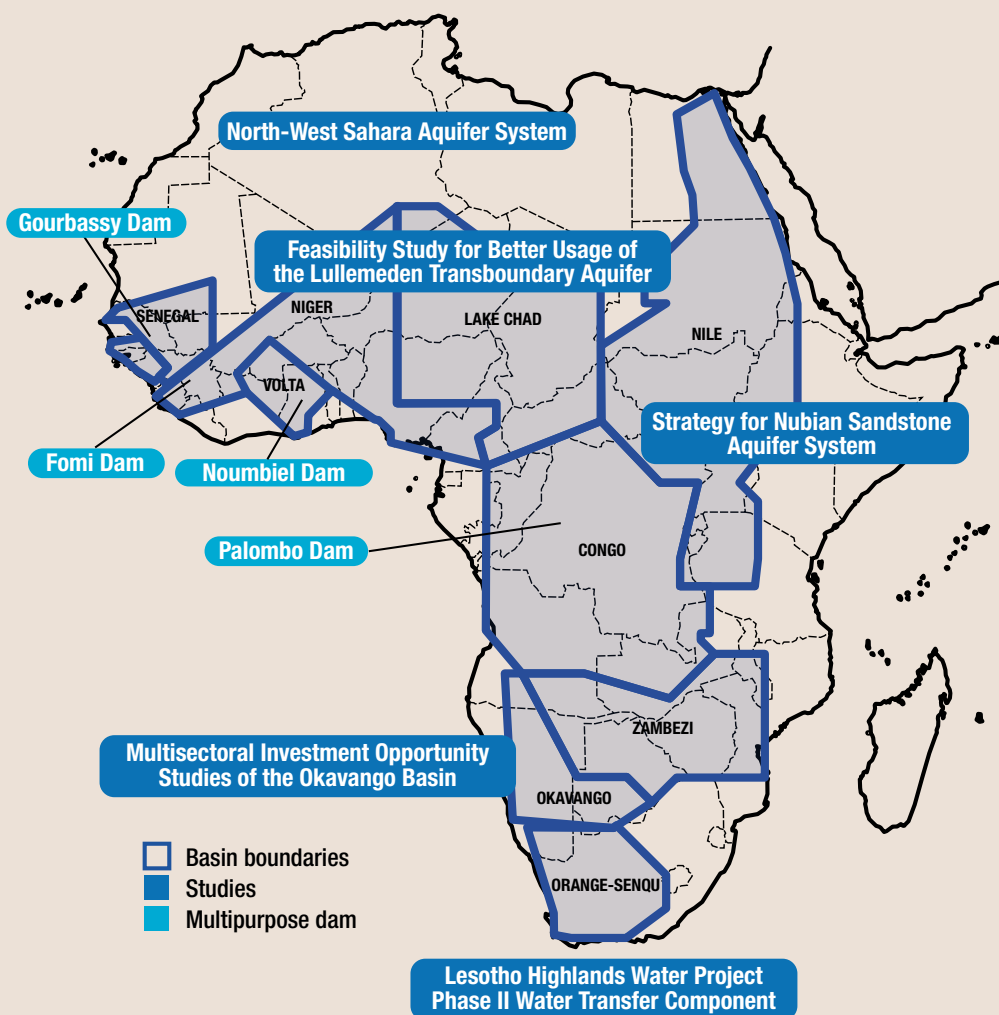 North-West Sahara Aquifer System
Gourbassy Dam
Feasibility Study for Better Usage of
the Lullemeden Transboundary Aquifer
SENEGAL
NIGER
LAKE CHAD
NILE
VOLTA
Strategy for Nubian Sandstone
Aquifer System
Fomi Dam
Noumbiel Dam
Palombo Dam
CONGO
ZAMBEZI
Multisectoral Investment Opportunity
Studies of the Okavango Basin
OKAVANGO
Basin boundaries
Studies
Multipurpose dam
ORANGE-SENQU
Lesotho Highlands Water Project
Phase II Water Transfer Component